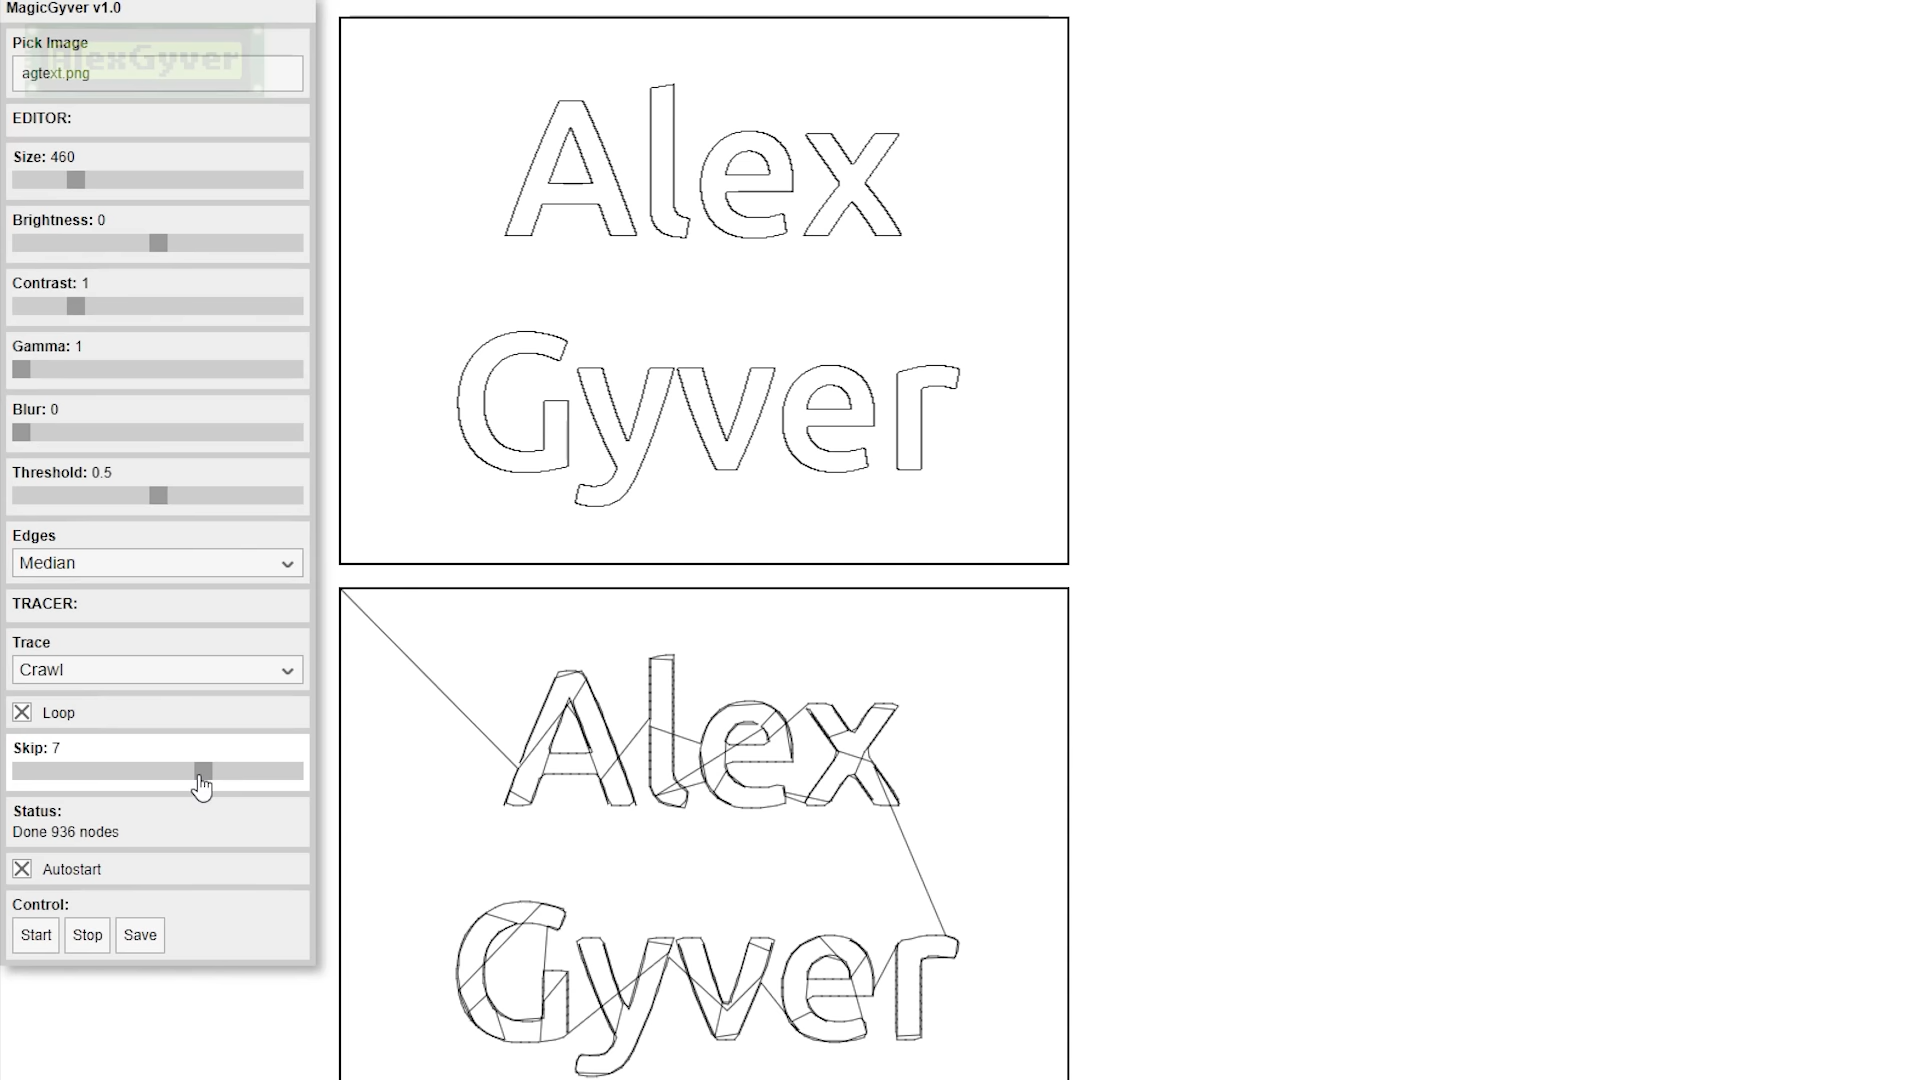 MagicGyver v1.0
Pick Image
AlexGyver
agtext.png
EDITOR:
Size: 460
Brightness: 0
Contrast: 1
Gamma: 1
Blur: 0
Threshold: 0.5
Edges
Median
TRACER:
Trace
Crawl
Loop
Skip: 7
Status:
Done 936 nodes
Autostart
Control:
Start Stop Save
Alex
Gyver
Alex
Gyver